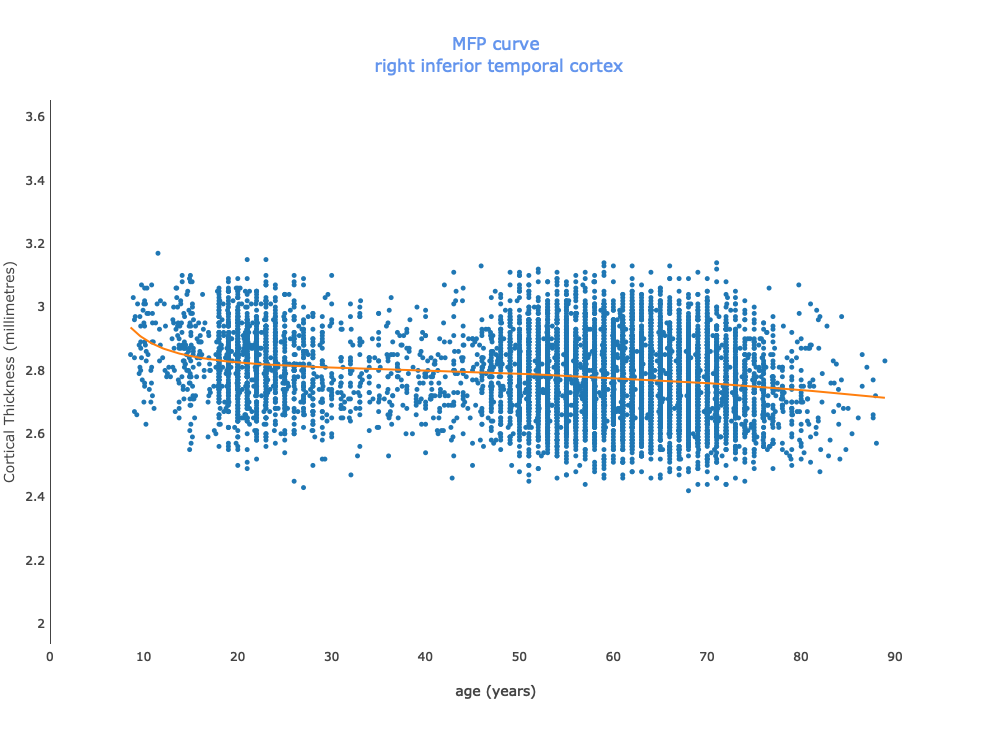 MFP curve
right inferior temporal cortex
Cortical Thickness (millimetres)
3.6
3.4
3.2
3
2.8
2.6
2.4
2.2
2
0 10 20 30 40 50 60 70 80 90
age (years)